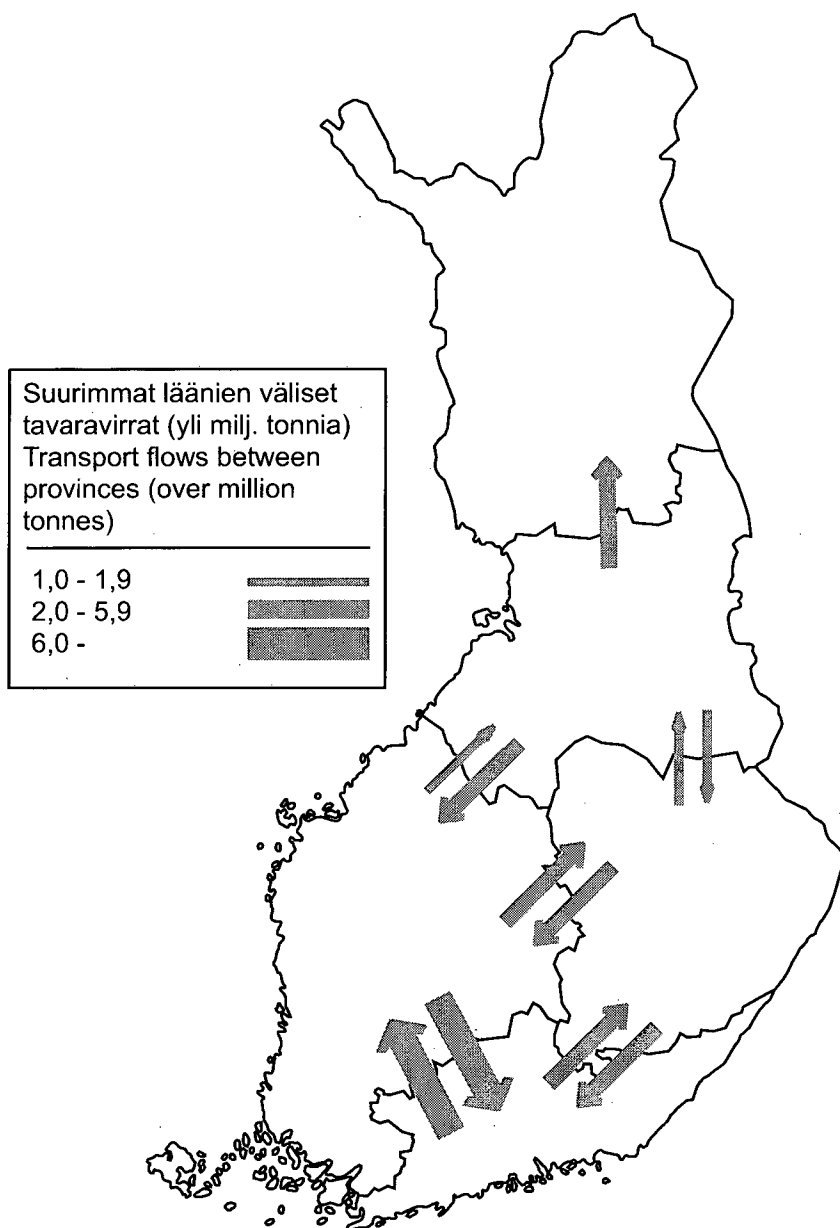 Suurimmat läänien väliset
tavaravirrat (yli milj. tonnia)
Transport flows between
provinces (over million
tonnes)
1,0 - 1,9
2,0 - 5,9
6,0 -